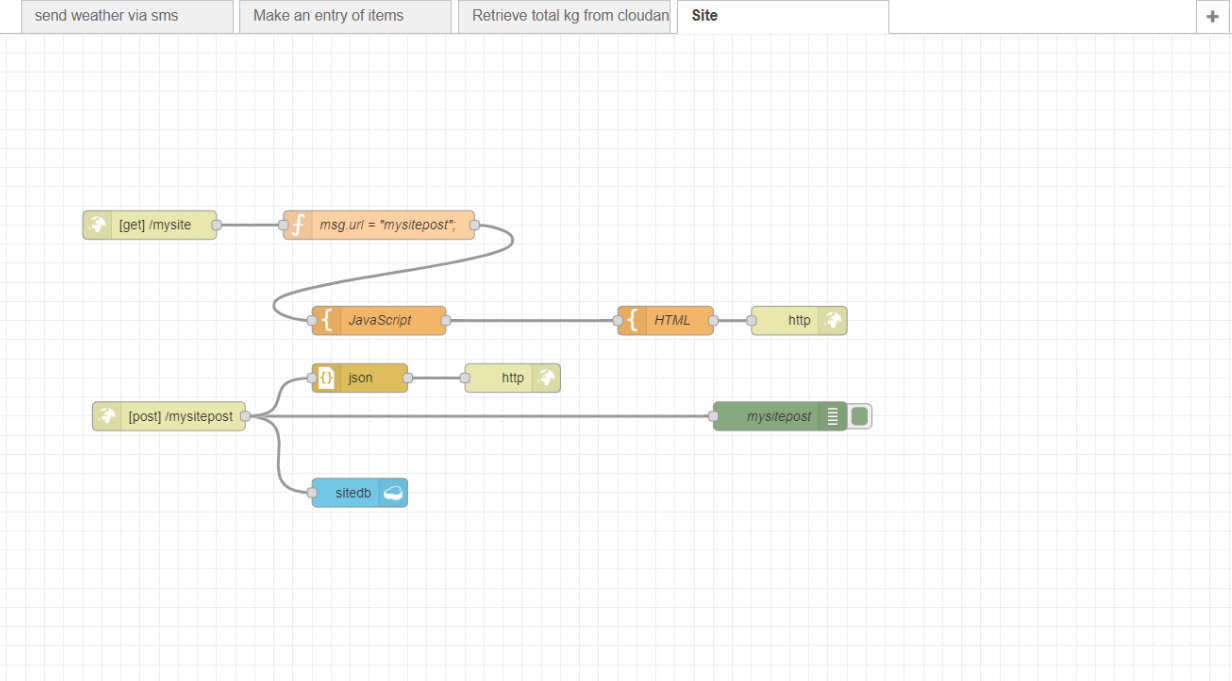 send weather via sms
Make an entry of items
Retrieve total kg from cloudan
Site
[get] /mysite
msg.url = "mysitepost";
JavaScript
HTML
http
json
http
[post] /mysitepost
mysitepost
sitedb